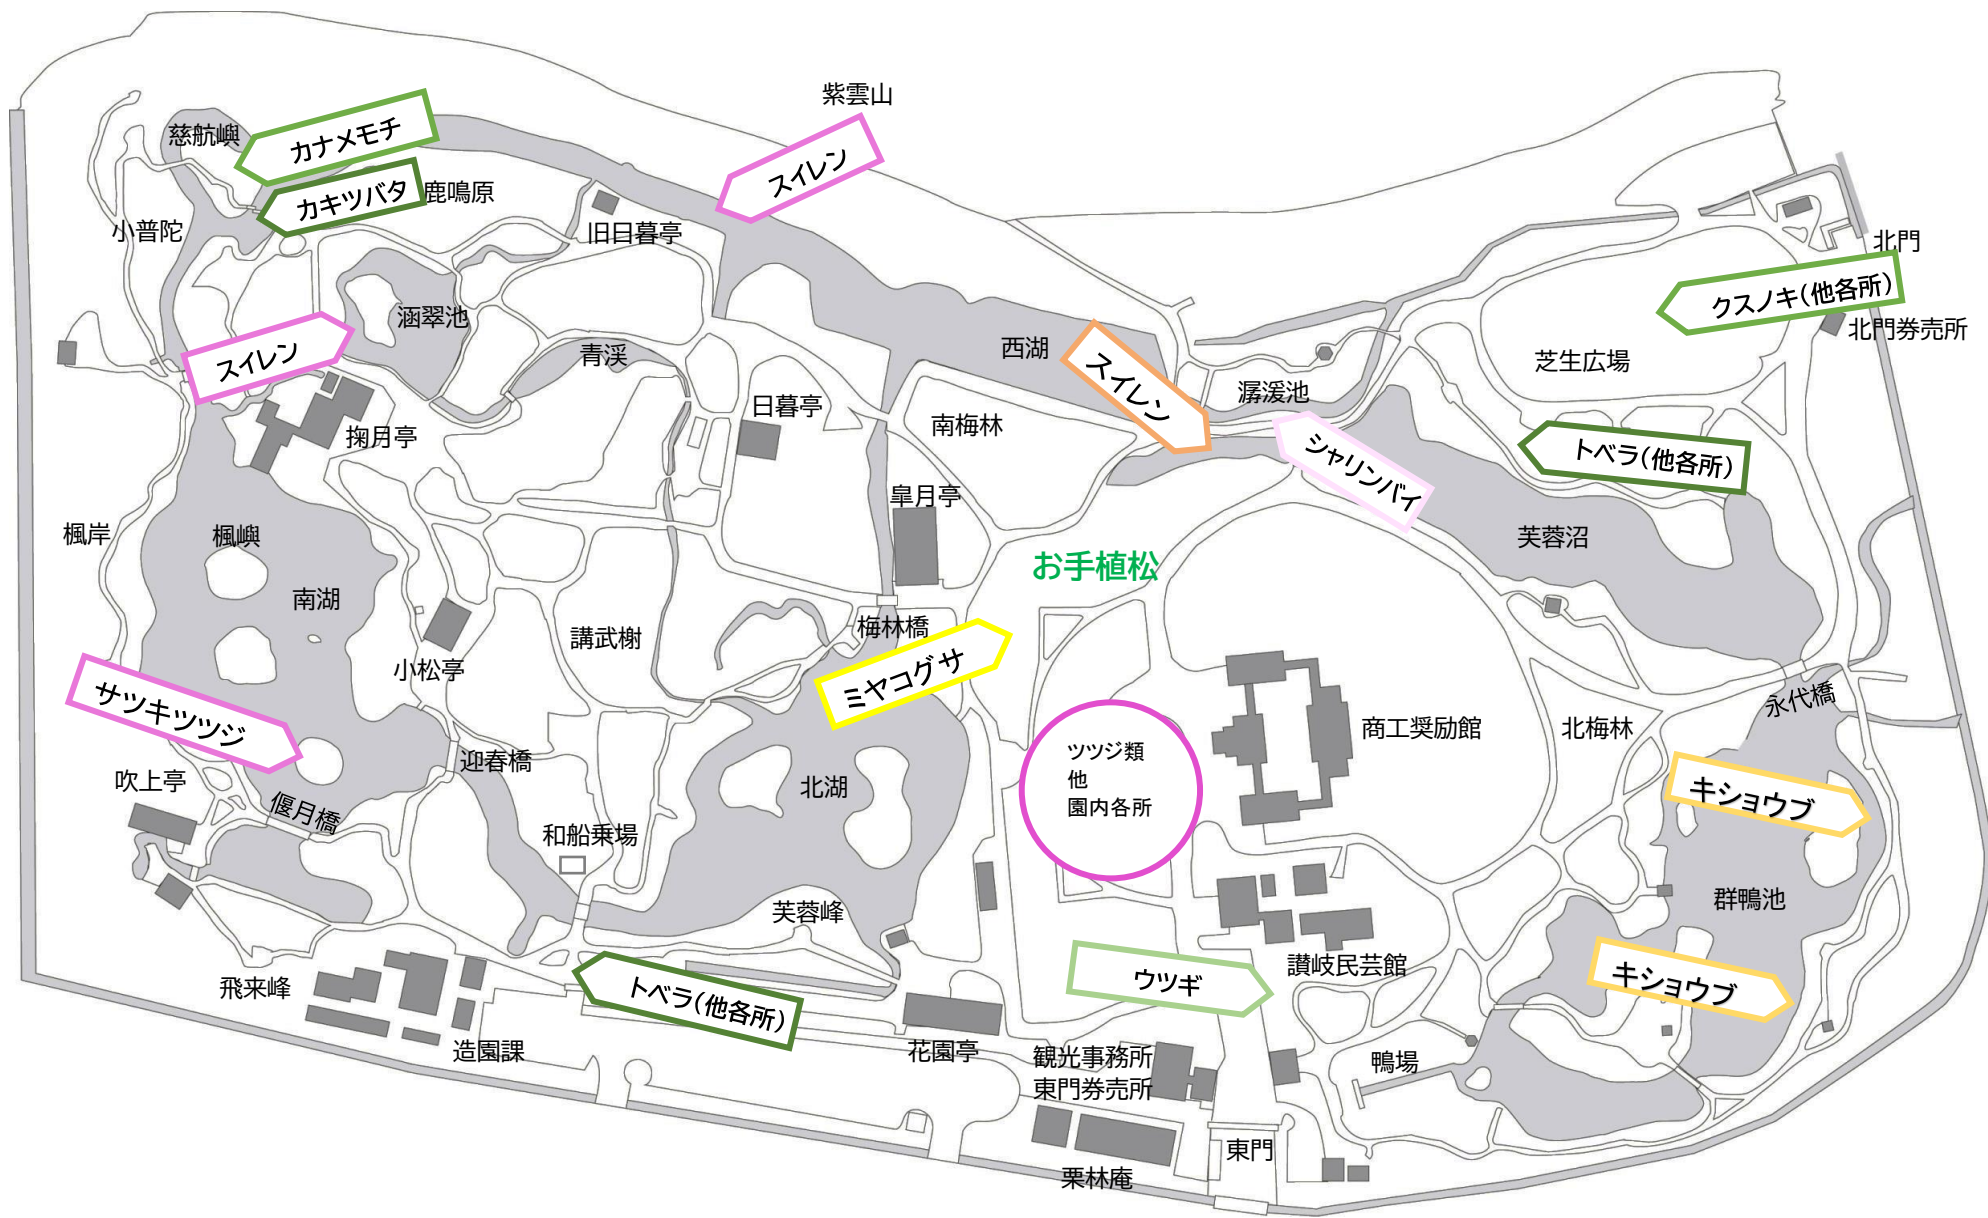 紫雲山
カナメモチ
慈航嶼
スイレン
カキツバタ
鹿鳴原
小普陀
旧日暮亭
北門
クスノキ(他各所)
涵翠池
北門券売所
スイレン
青渓
西湖
スイレン
芝生広場
潺湲池
日暮亭
南梅林
掬月亭
シャリンバイ
トベラ(他各所)
皐月亭
楓岸
楓嶼
芙蓉沼
お手植松
南湖
講武榭
梅林橋
小松亭
ミヤコグサ
サツキツツジ
永代橋
商工奨励館
北梅林
ツツジ類
他
園内各所
迎春橋
吹上亭
北湖
キショウブ
偃月橋
和船乗場
群鴨池
芙蓉峰
讃岐民芸館
ウツギ
キショウブ
飛来峰
トベラ(他各所)
造園課
花園亭
観光事務所
東門券売所
鴨場
東門
栗林庵